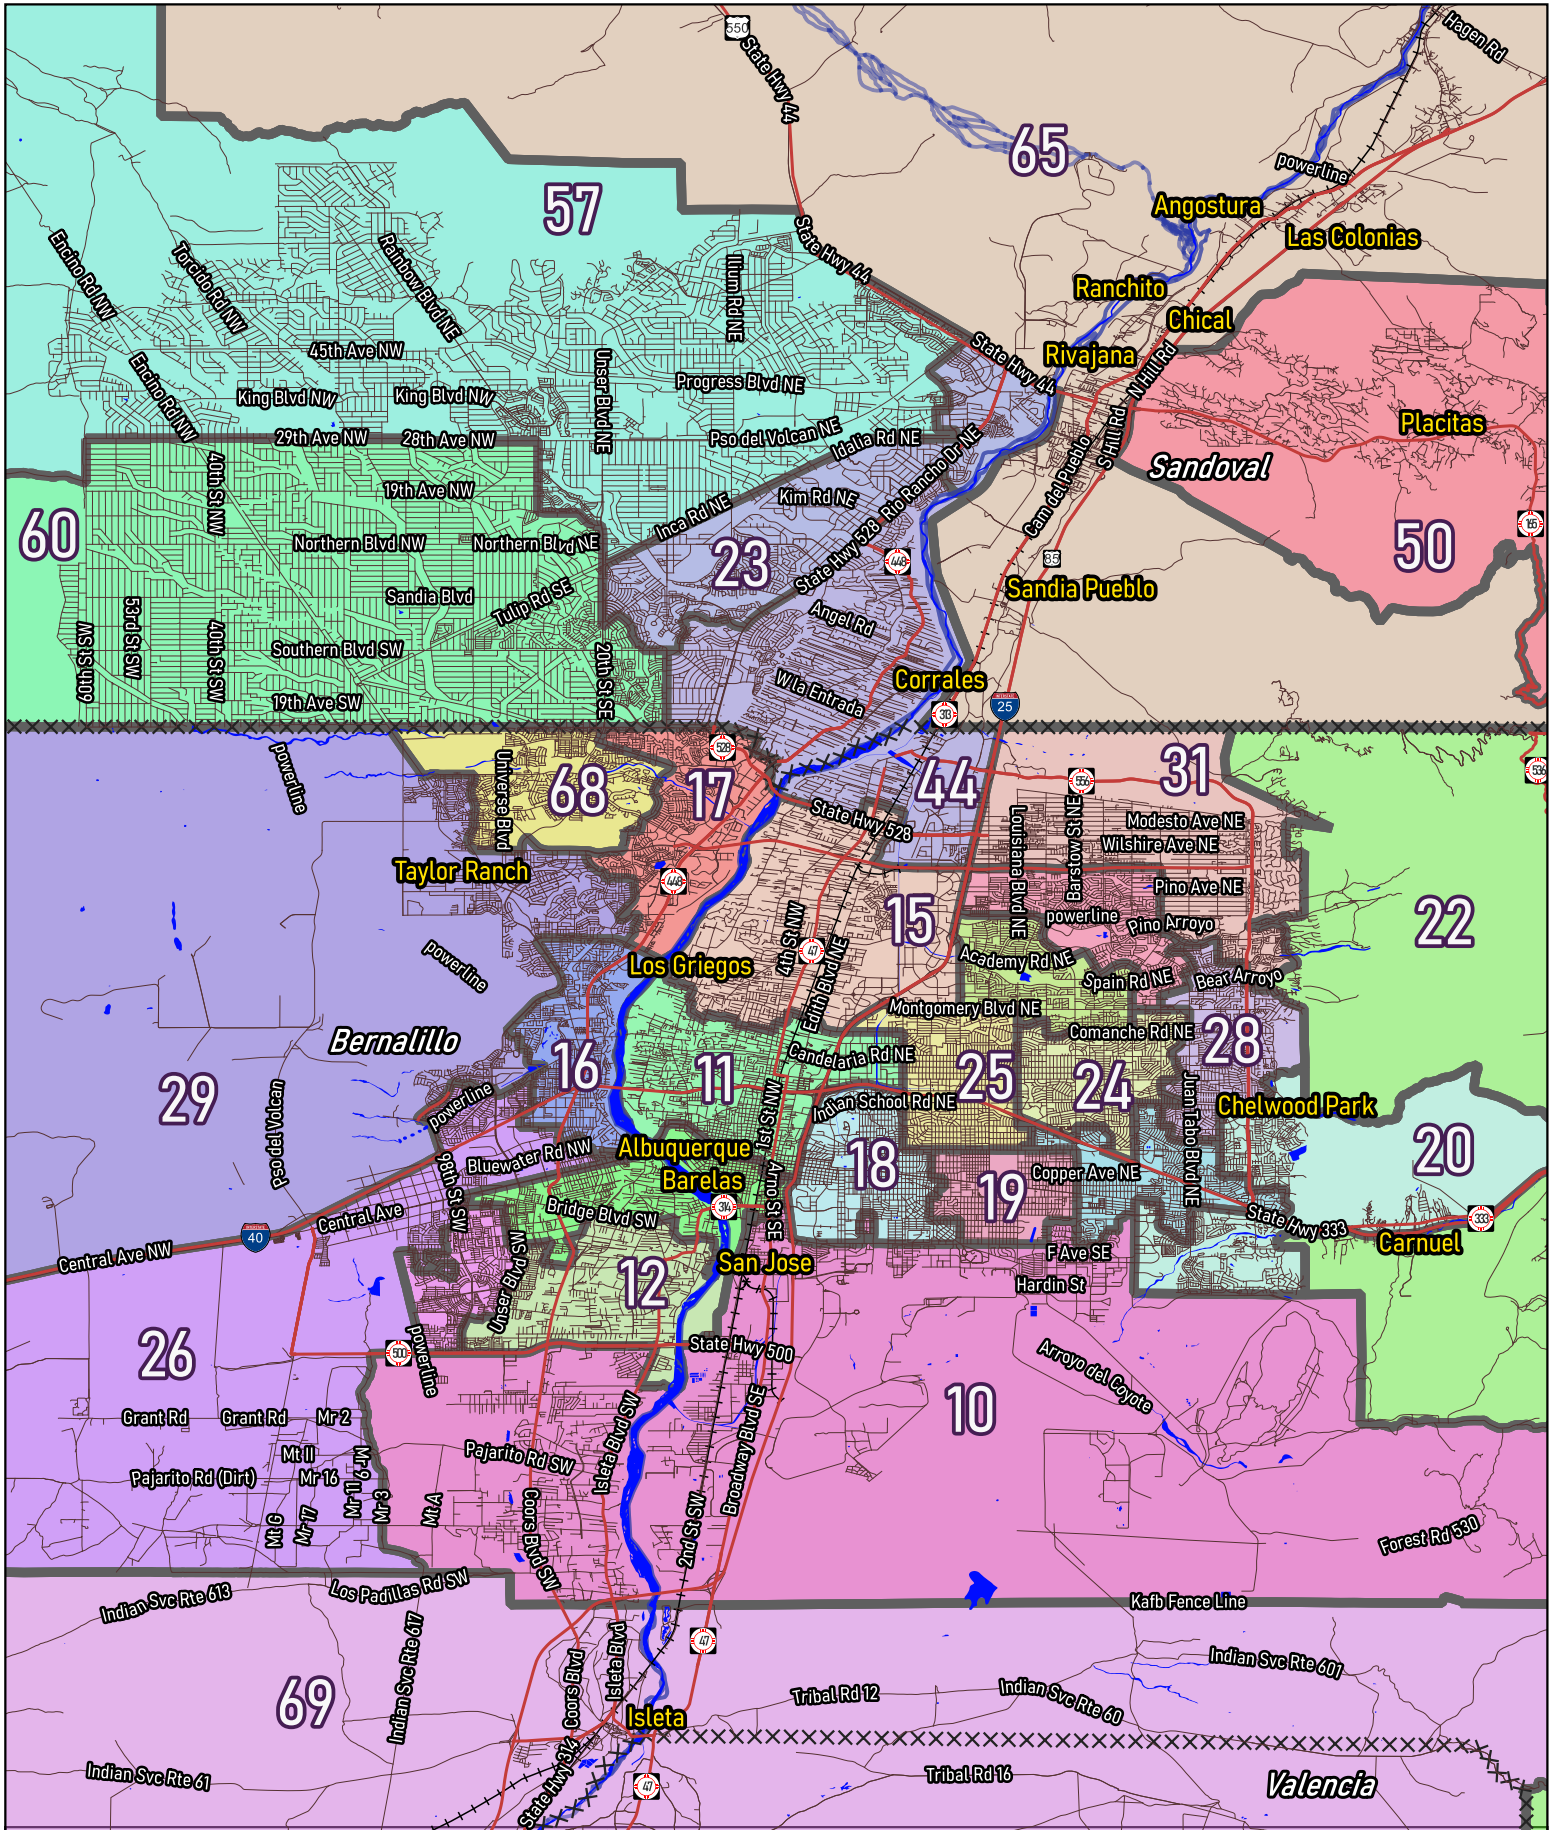 550
Hagen Rd
State Hwy 44
65
powerline
57
Angostura
Las Colonias
Encino Rd NW
Torcido Rd NW
Rainbow Blvd NE
State Hwy 44
Illum Rd NE
Ranchito
Chical
45th Ave NW
Unser Blvd NE
State Hwy 44
Rivajana
N Hill Rd
Encino Rd NW
King Blvd NW
King Blvd NW
Progress Blvd NE
Placitas
29th Ave NW
28th Ave NW
Pso del Volcan NE
Idalia Rd NE
S Hill Rd
Sandoval
40th St NW
19th Ave NW
Kim Rd NE
Rio Rancho Dr NE
Cam del Pueblo
165
60
Northern Blvd NW
Northern Blvd NE
Inca Rd NE
State Hwy 528
448
85
50
23
Sandia Pueblo
53rd St SW
Sandia Blvd
Tulip Rd SE
Angel Rd
60th St SW
40th St SW
Southern Blvd SW
20th St SE
W la Entrada
Corrales
19th Ave SW
313
25
powerline
Universe Blvd
528
68
17
44
31
556
536
State Hwy 528
Louisiana Blvd NE
Barstow St NE
Modesto Ave NE
Wilshire Ave NE
Taylor Ranch
448
Pino Ave NE
15
powerline
Pino Arroyo
22
powerline
Los Griegos
4th St NW
47
Edith Blvd NE
Academy Rd NE
Spain Rd NE
Bear Arroyo
Bernalillo
Montgomery Blvd NE
Comanche Rd NE
28
29
16
11
Candelaria Rd NE
25
24
Pso del Volcan
powerline
1st St NW
Indian School Rd NE
Juan Tabo Blvd NE
Chelwood Park
Albuquerque
Bluewater Rd NW
18
20
98th St SW
Barelas
Arno St SE
Copper Ave NE
19
Central Ave
Bridge Blvd SW
314
State Hwy 333
333
40
Central Ave NW
Unser Blvd SW
San Jose
F Ave SE
Carnuel
12
Hardin St
26
500
powerline
State Hwy 500
Arroyo del Coyote
10
Grant Rd
Grant Rd
Mr 2
Isleta Blvd SW
Broadway Blvd SE
Mt II
Mr 9
Pajarito Rd SW
Pajarito Rd (Dirt)
Mr 16
Mr 11
Mr 3
Mt A
Mt G
Mr 17
Coors Blvd SW
2nd St SW
Forest Rd 530
Indian Svc Rte 613
Los Padillas Rd SW
Kafb Fence Line
Indian Svc Rte 617
Coors Blvd
Isleta Blvd
47
Indian Svc Rte 601
69
Isleta
Tribal Rd 12
Indian Svc Rte 60
Indian Svc Rte 61
State Hwy 314
47
Tribal Rd 16
Valencia